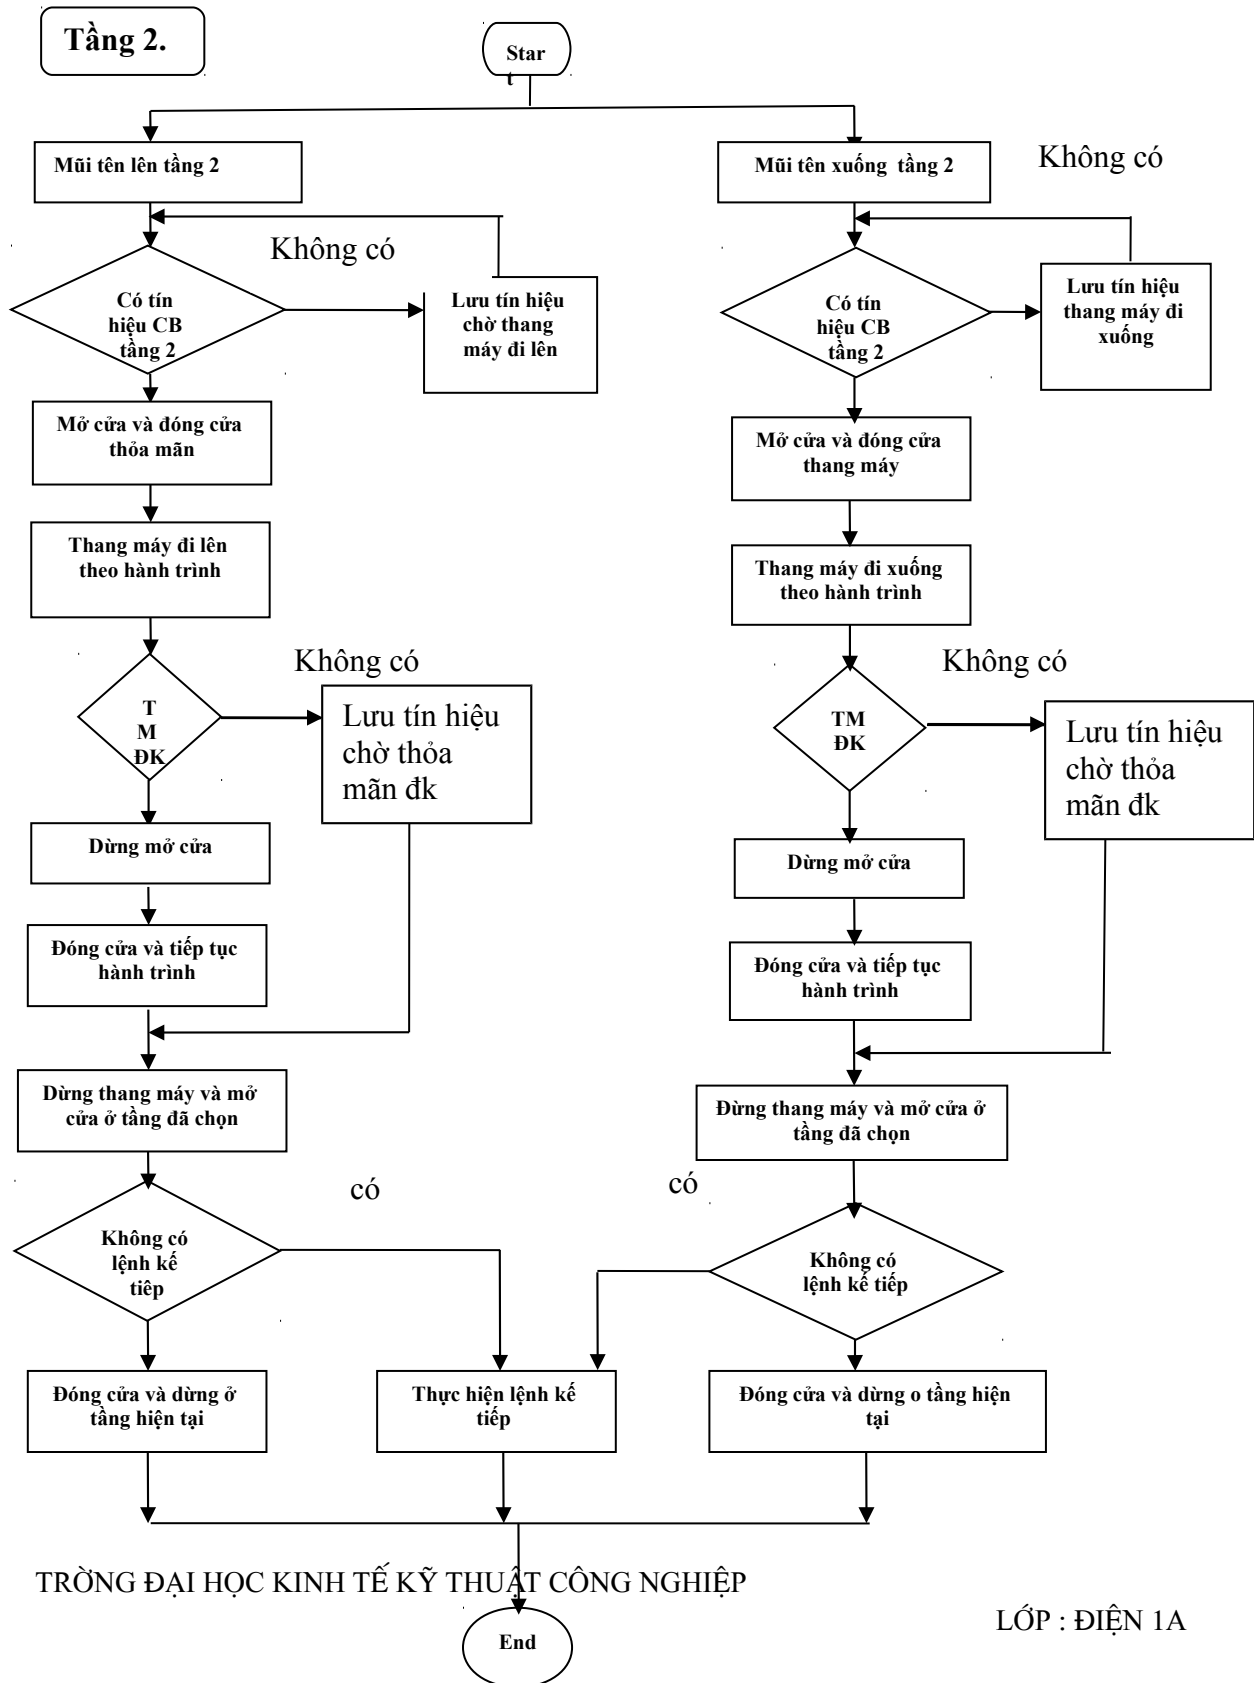 Tầng 2.
Star
t
Mũi tên lên tầng 2
Mũi tên xuống tầng 2
Không có
Không có
Có tín
hiệu CB
tầng 2
Lưu tín hiệu
chờ thang
máy đi lên
Có tín
hiệu CB
tầng 2
Lưu tín hiệu
thang máy đi
xuống
Mở cửa và đóng cửa
thỏa mãn
Mở cửa và đóng cửa
thang máy
Thang máy đi lên
theo hành trình
Thang máy đi xuống
theo hành trình
Không có
Không có
T
M
ĐK
Lưu tín hiệu
chờ thỏa
mãn đk
TM
ĐK
Lưu tín hiệu
chờ thỏa
mãn đk
Dừng mở cửa
Dừng mở cửa
Đóng cửa và tiếp tục
hành trình
Đóng cửa và tiếp tục
hành trình
Dừng thang máy và mở
cửa ở tầng đã chọn
Đừng thang máy và mở cửa ở
tầng đã chọn
có
có
Không có
lệnh kế
tiêp
Không có
lệnh kế tiếp
Đóng cửa và dừng ở
tầng hiện tại
Thực hiện lệnh kế
tiếp
Đóng cửa và dừng o tầng hiện
tại
TRỜNG ĐẠI HỌC KINH TẾ KỸ THUẬT CÔNG NGHIỆP
LỚP : ĐIỆN 1A
End